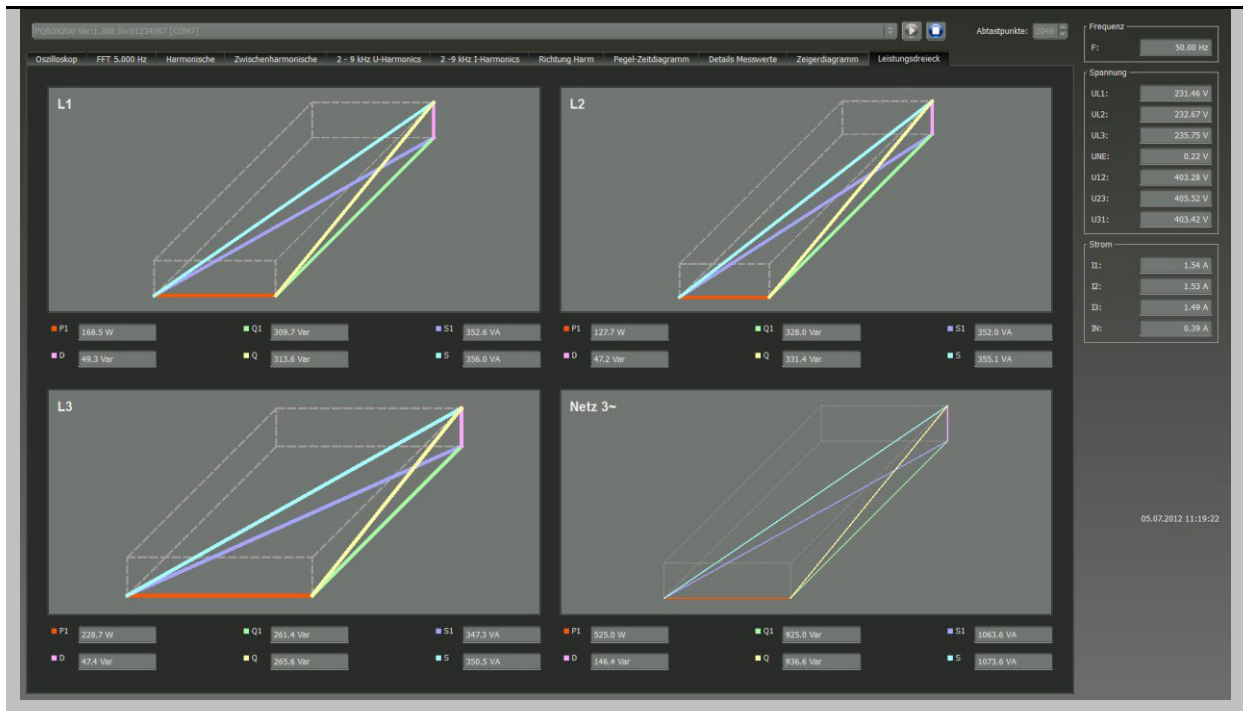 PQBOX200 Ver:1.208 Sn:01234567 [COM7]
Abtastpunkte: 2048
Oszilloskop FFT 5.000 Hz Harmonische Zwischenharmonische 2 - 9 kHz U-Harmonics 2 -9 kHz I-Harmonics Richtung Harm Pegel-Zeitdiagramm Details Messwerte Zeigerdiagramm Leistungsdreieck
L1
P1 168.5 W Q1 309.7 Var S1 352.6 VA
D 49.3 Var Q 313.6 Var S 356.0 VA
L2
P1 127.7 W Q1 328.0 Var S1 352.0 VA
D 47.2 Var Q 331.4 Var S 355.1 VA
L3
P1 228.7 W Q1 261.4 Var S1 347.3 VA
D 47.4 Var Q 265.6 Var S 350.5 VA
Netz 3~
P1 525.0 W Q1 925.0 Var S1 1063.6 VA
D 146.4 Var Q 936.6 Var S 1073.6 VA
Frequenz
F: 50.00 Hz
Spannung
UL1: 231.46 V
UL2: 232.67 V
UL3: 235.75 V
UNE: 0.22 V
U12: 403.28 V
U23: 405.52 V
U31: 403.42 V
Strom
I1: 1.54 A
I2: 1.53 A
I3: 1.49 A
IN: 0.39 A
05.07.2012 11:19:22